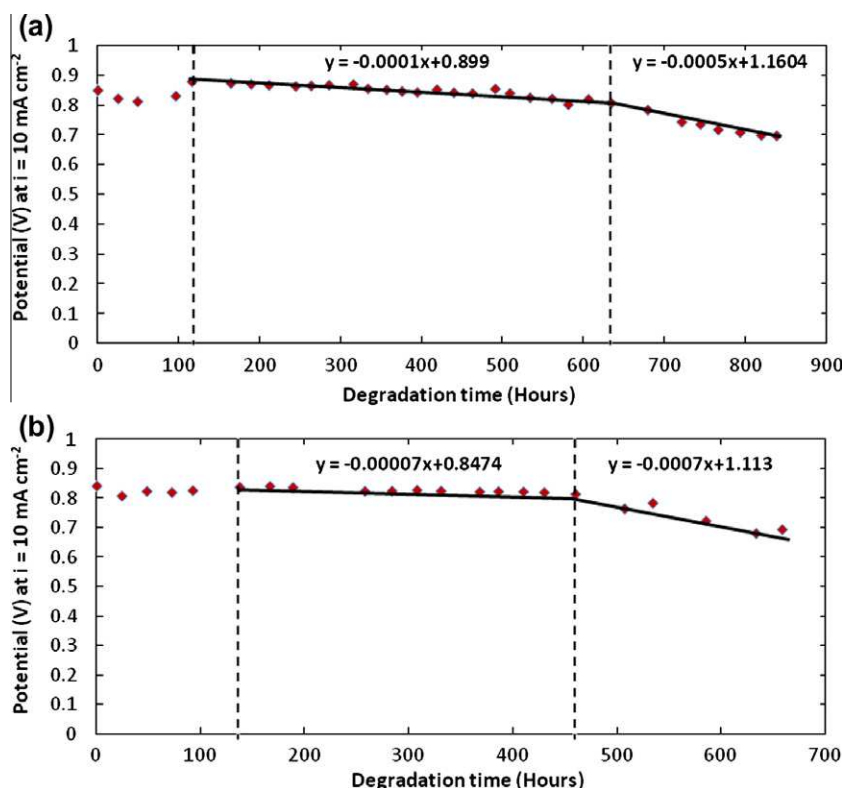 (a)
y = -0.0001x+0.899
y = -0.0005x+1.1604
Potential (V) at i = 10 mA cm-2
1
0.9
0.8
0.7
0.6
0.5
0.4
0.3
0.2
0.1
0
0 100 200 300 400 500 600 700 800 900
Degradation time (Hours)
(b)
y = -0.00007x+0.8474
y = -0.0007x+1.113
Potential (V) at i = 10 mA cm-2
1
0.9
0.8
0.7
0.6
0.5
0.4
0.3
0.2
0.1
0
0 100 200 300 400 500 600 700
Degradation time (Hours)